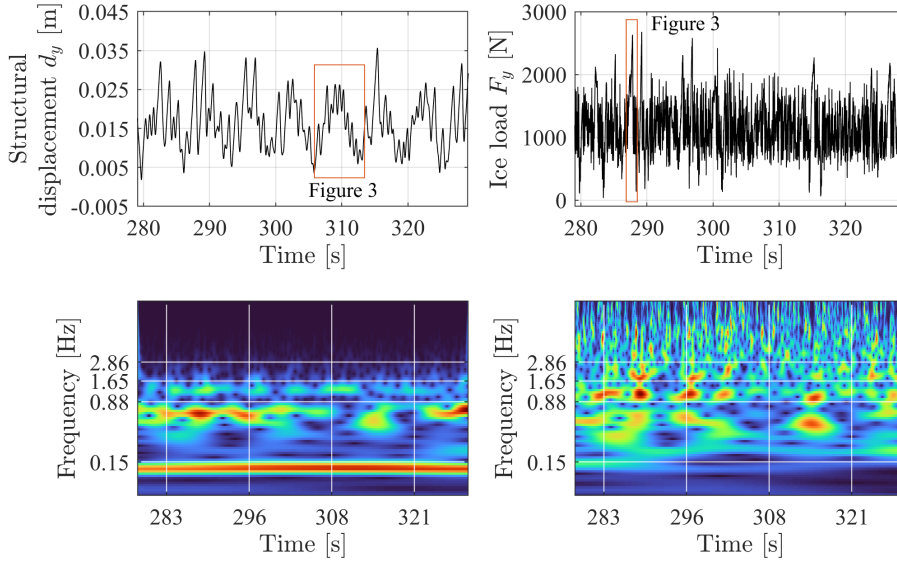 Structural
displacement d_y [m]
0.045
0.035
0.025
0.015
0.005
-0.005
Figure 3
280 290 300 310 320
Time [s]
Ice load F_y [N]
3000
2000
1000
0
Figure 3
280 290 300 310 320
Time [s]
Frequency [Hz]
2.86
1.65
0.88
0.15
283 296 308 321
Time [s]
Frequency [Hz]
2.86
1.65
0.88
0.15
283 296 308 321
Time [s]